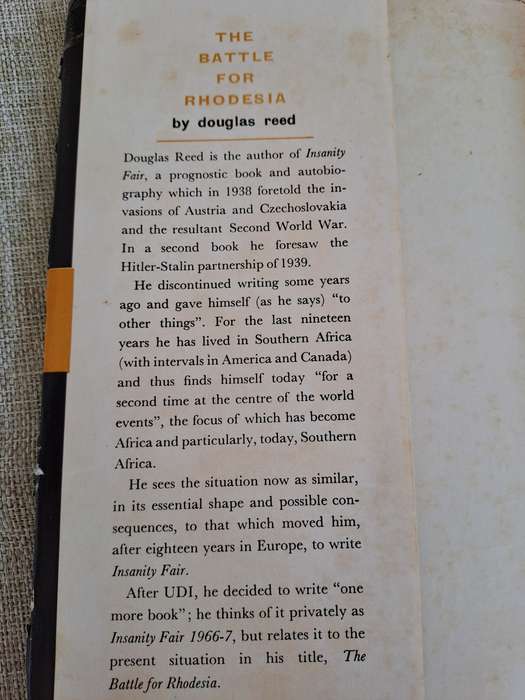 THE
BATTLE
FOR
RHODESIA
by douglas reed
Douglas Reed is the author of Insanity
Fair, a prognostic book and autobio-
graphy which in 1938 foretold the in-
vasions of Austria and Czechoslovakia
and the resultant Second World War.
In a second book he foresaw the
Hitler-Stalin partnership of 1939.
He discontinued writing some years
ago and gave himself (as he says) “to
other things”. For the last nineteen
years he has lived in Southern Africa
(with intervals in America and Canada)
and thus finds himself today “for a
second time at the centre of the world
events”, the focus of which has become
Africa and particularly, today, Southern
Africa.
He sees the situation now as similar,
in its essential shape and possible con-
sequences, to that which moved him,
after eighteen years in Europe, to write
Insanity Fair.
After UDI, he decided to write “one
more book”; he thinks of it privately as
Insanity Fair 1966-7, but relates it to the
present situation in his title, The
Battle for Rhodesia.